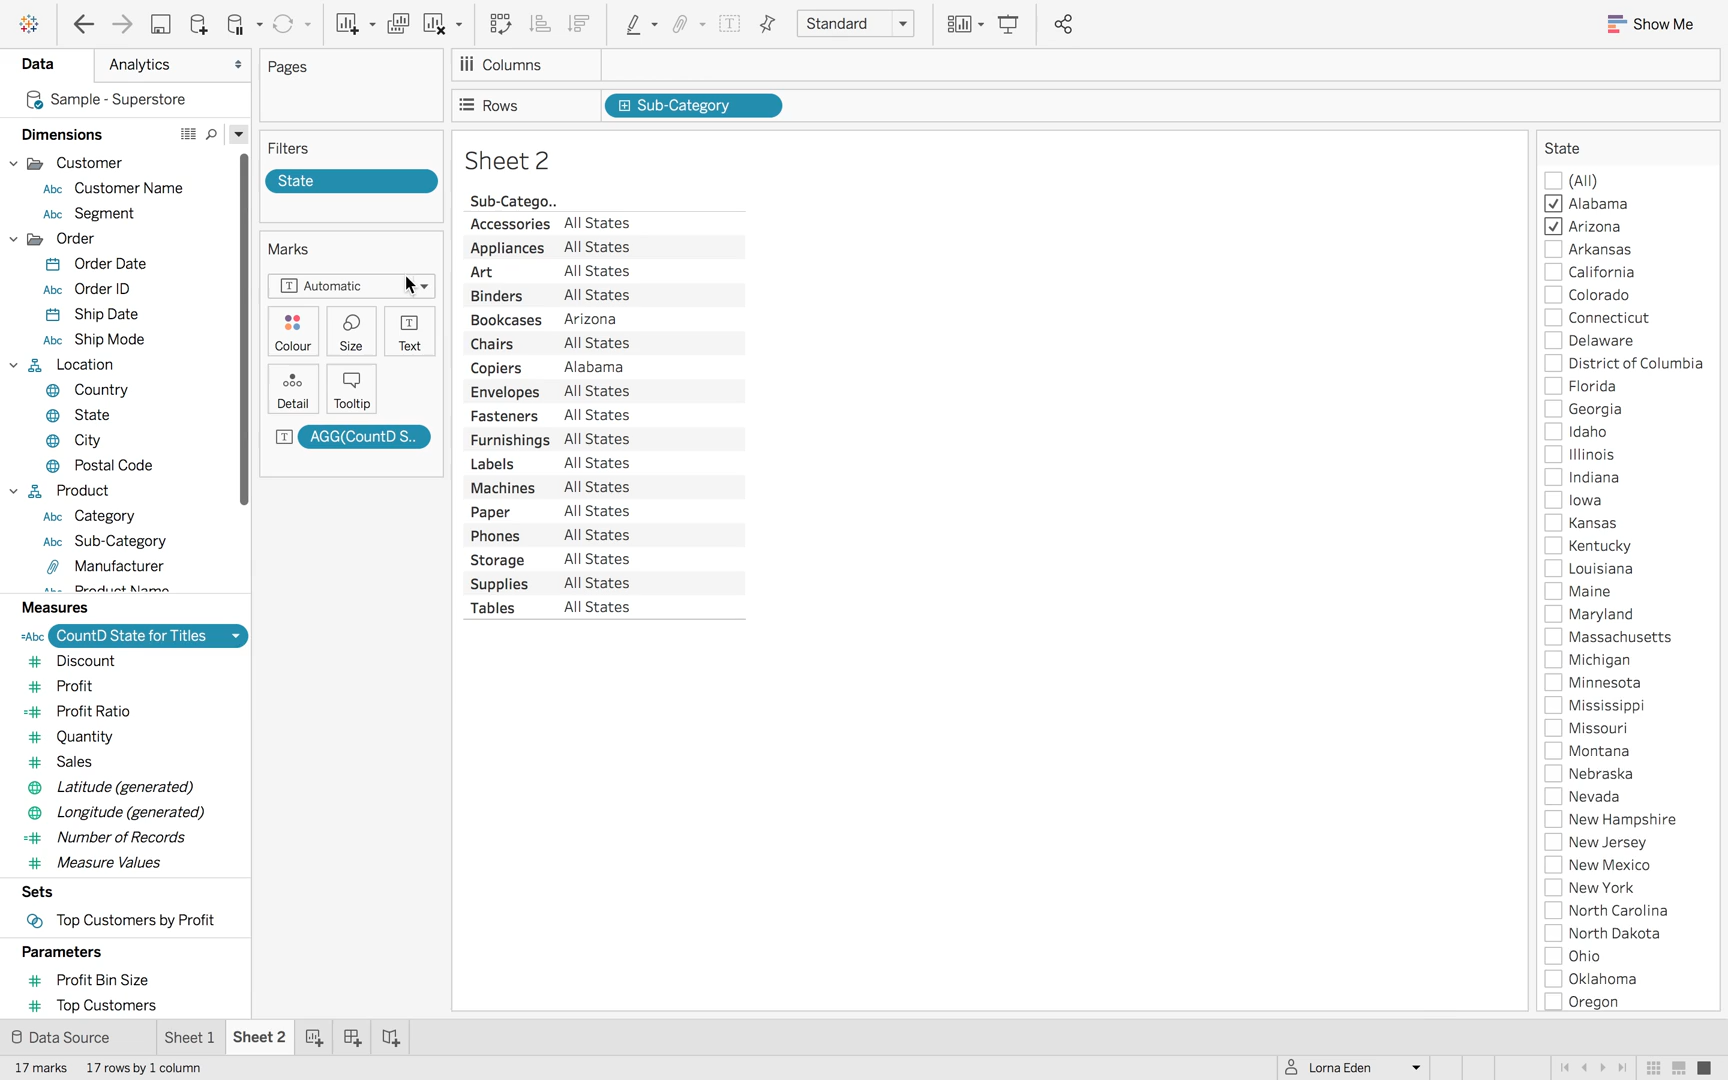 Standard
Show Me
Data
Analytics
Pages
Columns
Sample - Superstore
Rows
Sub-Category
Dimensions
Customer
Abc Customer Name
Abc Segment
Order
Order Date
Abc Order ID
Ship Date
Abc Ship Mode
Location
Country
State
City
Postal Code
Product
Abc Category
Abc Sub-Category
Manufacturer
Abc Product Name
Measures
=Abc CountD State for Titles
Discount
Profit
Profit Ratio
Quantity
Sales
Latitude (generated)
Longitude (generated)
Number of Records
Measure Values
Sets
Top Customers by Profit
Parameters
Profit Bin Size
Top Customers
Filters
State
Marks
Automatic
Colour
Size
Text
Detail
Tooltip
AGG(CountD S..
Sheet 2
Sub-Catego..
Accessories All States
Appliances All States
Art All States
Binders All States
Bookcases Arizona
Chairs All States
Copiers Alabama
Envelopes All States
Fasteners All States
Furnishings All States
Labels All States
Machines All States
Paper All States
Phones All States
Storage All States
Supplies All States
Tables All States
State
(All)
Alabama
Arizona
Arkansas
California
Colorado
Connecticut
Delaware
District of Columbia
Florida
Georgia
Idaho
Illinois
Indiana
Iowa
Kansas
Kentucky
Louisiana
Maine
Maryland
Massachusetts
Michigan
Minnesota
Mississippi
Missouri
Montana
Nebraska
Nevada
New Hampshire
New Jersey
New Mexico
New York
North Carolina
North Dakota
Ohio
Oklahoma
Oregon
Data Source
Sheet 1
Sheet 2
17 marks
17 rows by 1 column
Lorna Eden